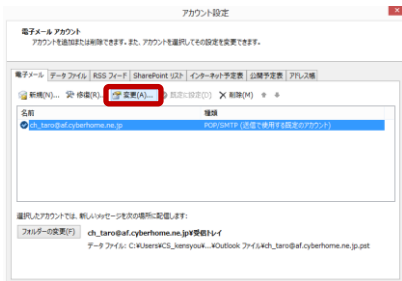 アカウント設定
電子メール アカウント
アカウントを追加または削除できます。また、アカウントを選択してその設定を変更できます。
電子メール データ ファイル RSS フィード SharePoint リスト インターネット予定表 公開予定表 アドレス帳
新規(N)... 修復(R)... 変更(A)... 既定に設定(D) 削除(M)
名前 種類
ch_taro@af.cyberhome.ne.jp POP/SMTP (送信で使用する既定のアカウント)
選択したアカウントでは、新しいメッセージを次の場所に配信します:
フォルダーの変更(F) ch_taro@af.cyberhome.ne.jp¥受信トレイ
データ ファイル: C:¥Users¥CS_kensyou¥...¥Outlook ファイル¥ch_taro@af.cyberhome.ne.jp.pst